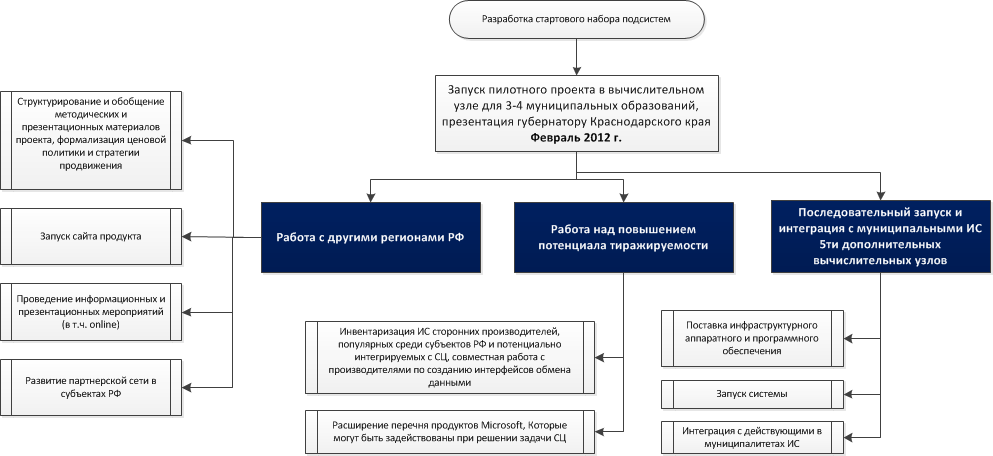 Разработка стартового набора подсистем
Запуск пилотного проекта в вычислительном
узле для 3-4 муниципальных образований,
презентация губернатору Краснодарского края
Февраль 2012 г.
Структурирование и обобщение
методических и
презентационных материалов
проекта, формализация ценовой
политики и стратегии
продвижения
Запуск сайта продукта
Проведение информационных и
презентационных мероприятий
(в т.ч. online)
Развитие партнерской сети в
субъектах РФ
Работа с другими регионами РФ
Работа над повышением
потенциала тиражируемости
Инвентаризация ИС сторонних производителей,
популярных среди субъектов РФ и потенциально
интегрируемых с СЦ, совместная работа с
производителями по созданию интерфейсов обмена
данными
Расширение перечня продуктов Microsoft, Которые
могут быть задействованы при решении задачи СЦ
Последовательный запуск и
интеграция с муниципальными ИС
5ти дополнительных
вычислительных узлов
Поставка инфраструктурного
аппаратного и программного
обеспечения
Запуск системы
Интеграция с действующими в
муниципалитетах ИС